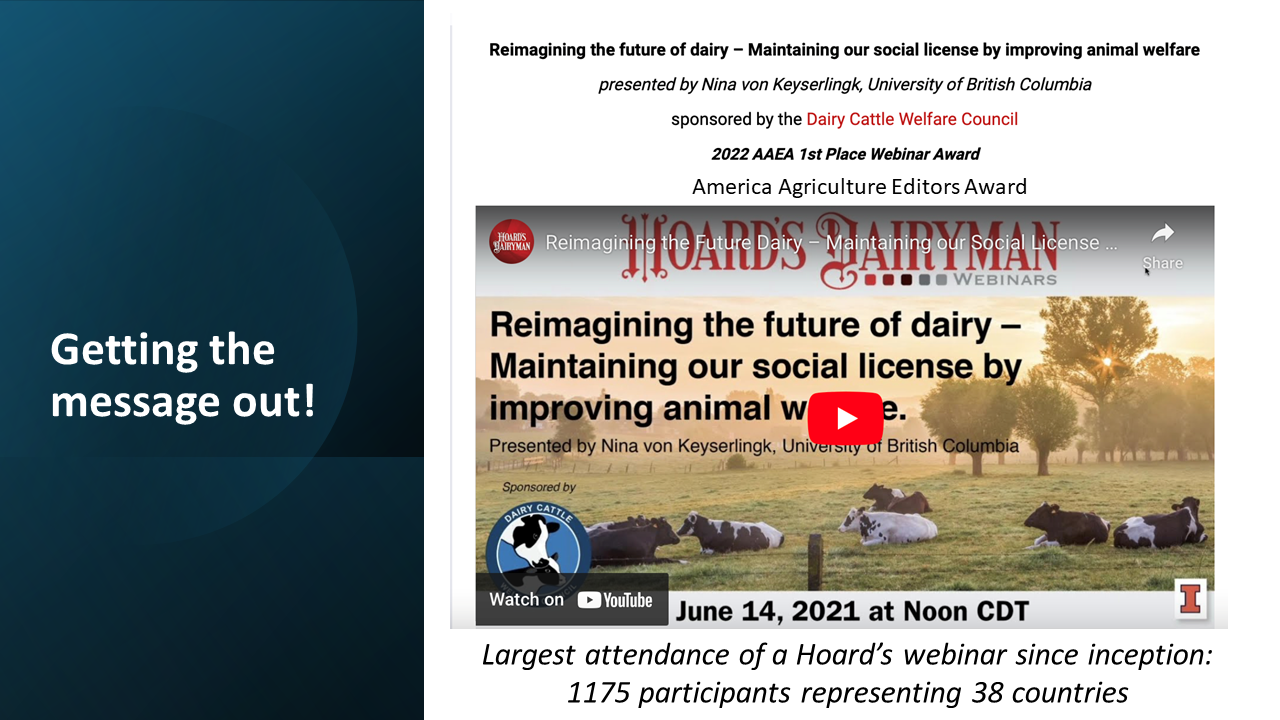 Getting the
message out!
Reimagining the future of dairy – Maintaining our social license by improving animal welfare
presented by Nina von Keyserlingk, University of British Columbia
sponsored by the Dairy Cattle Welfare Council
2022 AAEA 1st Place Webinar Award
America Agriculture Editors Award
HOARD'S DAIRYMAN
HOARD'S DAIRYMAN
Reimagining the Future Dairy – Maintaining our Social License ...
Share
WEBINARS
Reimagining the future of dairy –
Maintaining our social license by
improving animal w e.
Presented by Nina von Keyserlingk, University of British Columbia
Sponsored by
DAIRY CATTLE
Watch on YouTube
June 14, 2021 at Noon CDT
I
Largest attendance of a Hoard's webinar since inception:
1175 participants representing 38 countries